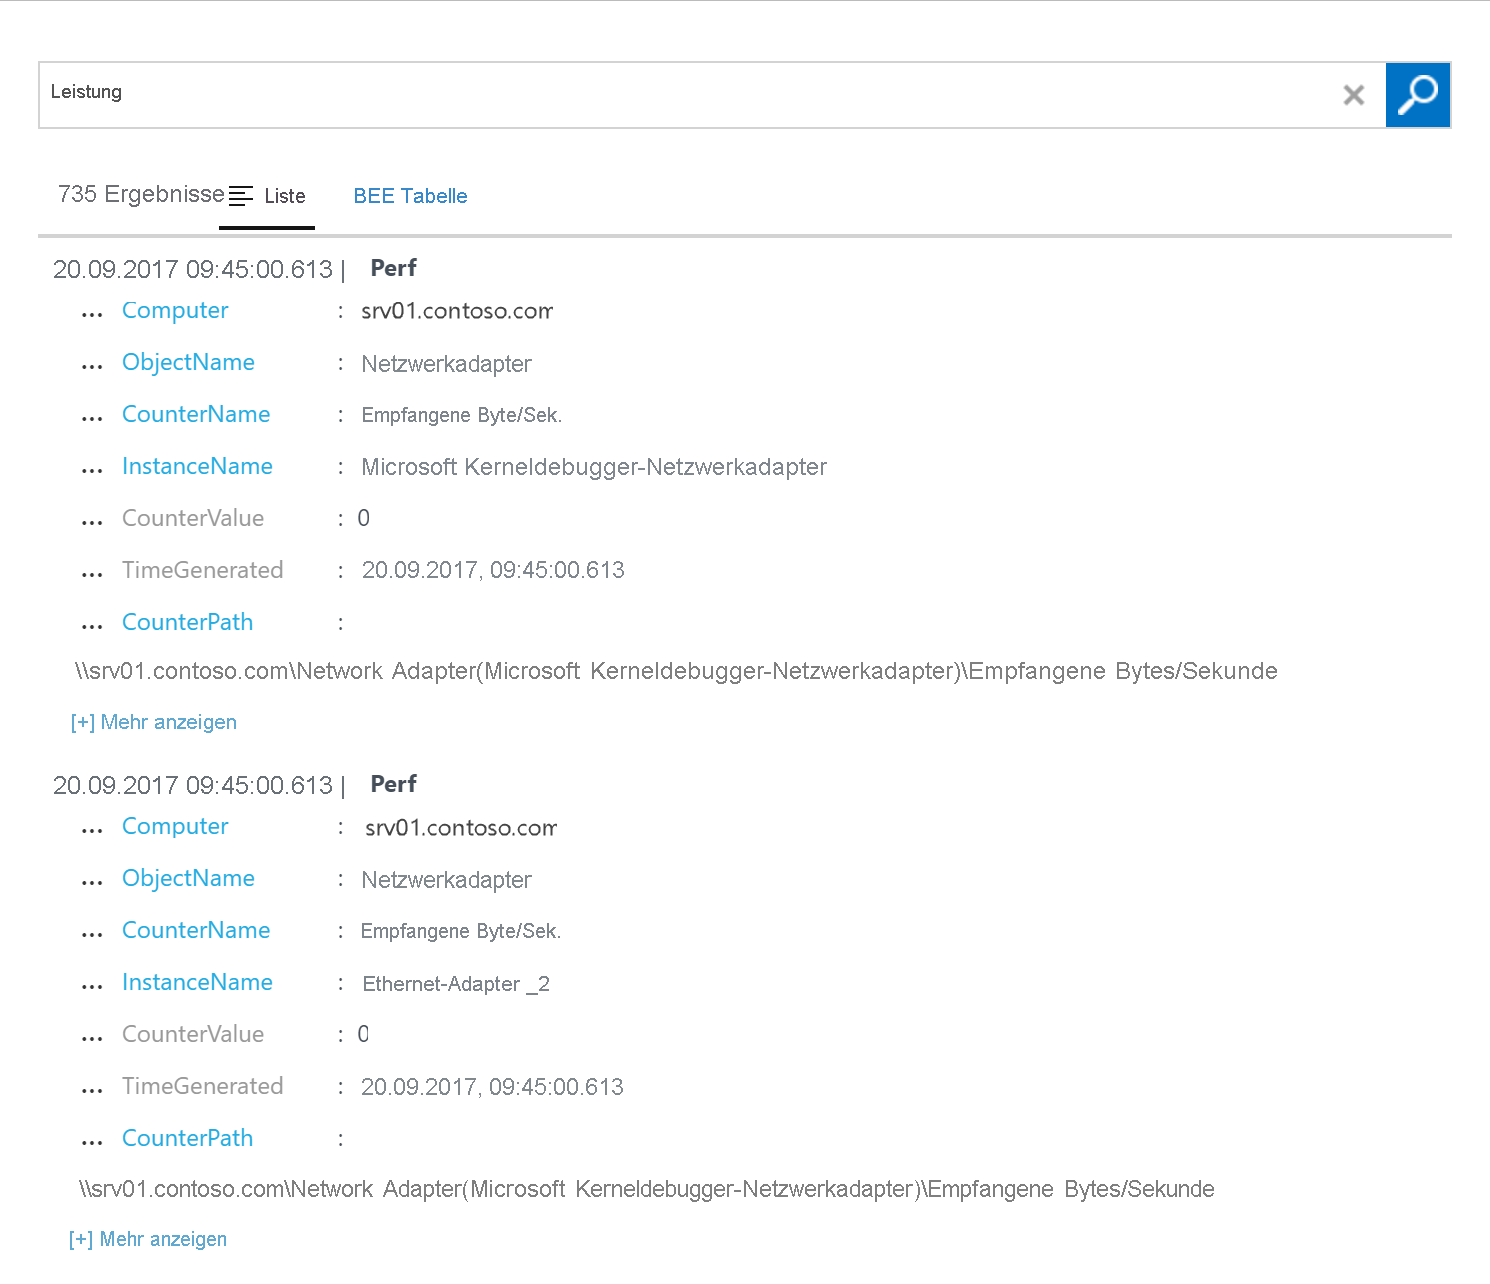 Leistung
735 Ergebnisse Liste BEE Tabelle
20.09.2017 09:45:00.613 | Perf
... Computer : srv01.contoso.com
... ObjectName : Netzwerkadapter
... CounterName : Empfangene Byte/Sek.
... InstanceName : Microsoft Kerneldebugger-Netzwerkadapter
... CounterValue : 0
... TimeGenerated : 20.09.2017, 09:45:00.613
... CounterPath :
\\srv01.contoso.com\Network Adapter(Microsoft Kerneldebugger-Netzwerkadapter)\Empfangene Bytes/Sekunde
[+] Mehr anzeigen
20.09.2017 09:45:00.613 | Perf
... Computer : srv01.contoso.com
... ObjectName : Netzwerkadapter
... CounterName : Empfangene Byte/Sek.
... InstanceName : Ethernet-Adapter _2
... CounterValue : 0
... TimeGenerated : 20.09.2017, 09:45:00.613
... CounterPath :
\\srv01.contoso.com\Network Adapter(Microsoft Kerneldebugger-Netzwerkadapter)\Empfangene Bytes/Sekunde
[+] Mehr anzeigen